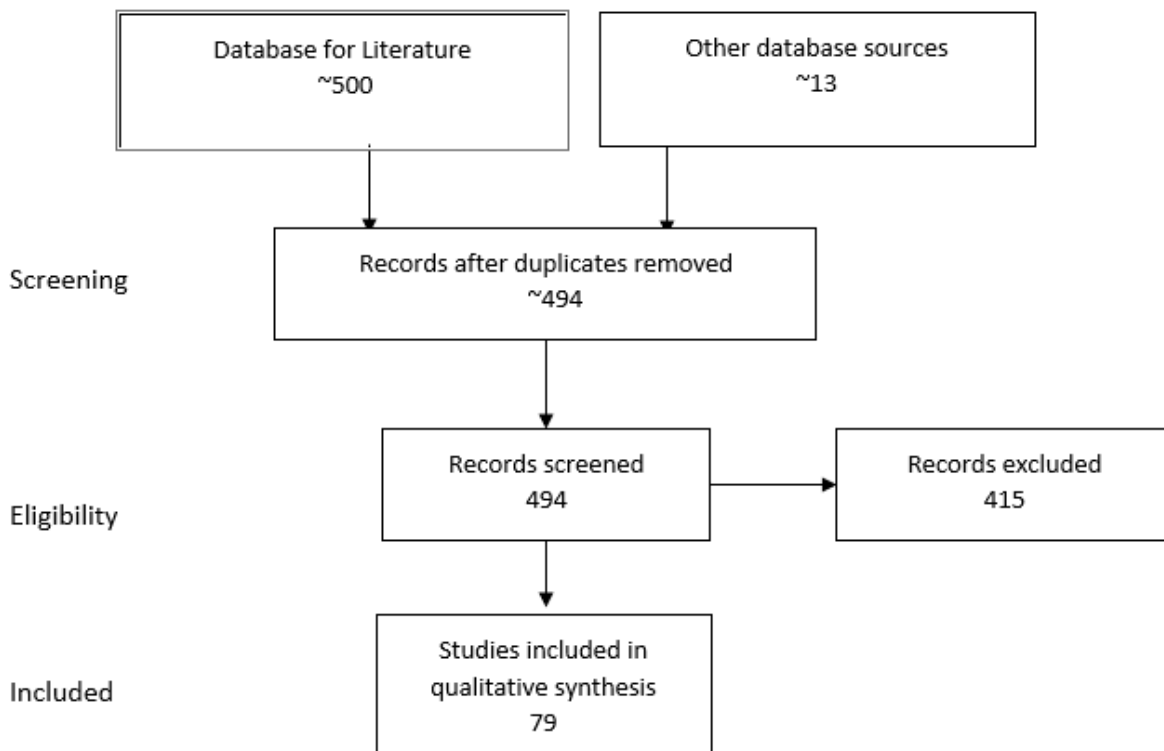 Database for Literature
~500
Other database sources
~13
Screening
Records after duplicates removed
~494
Eligibility
Records screened
494
Records excluded
415
Included
Studies included in
qualitative synthesis
79